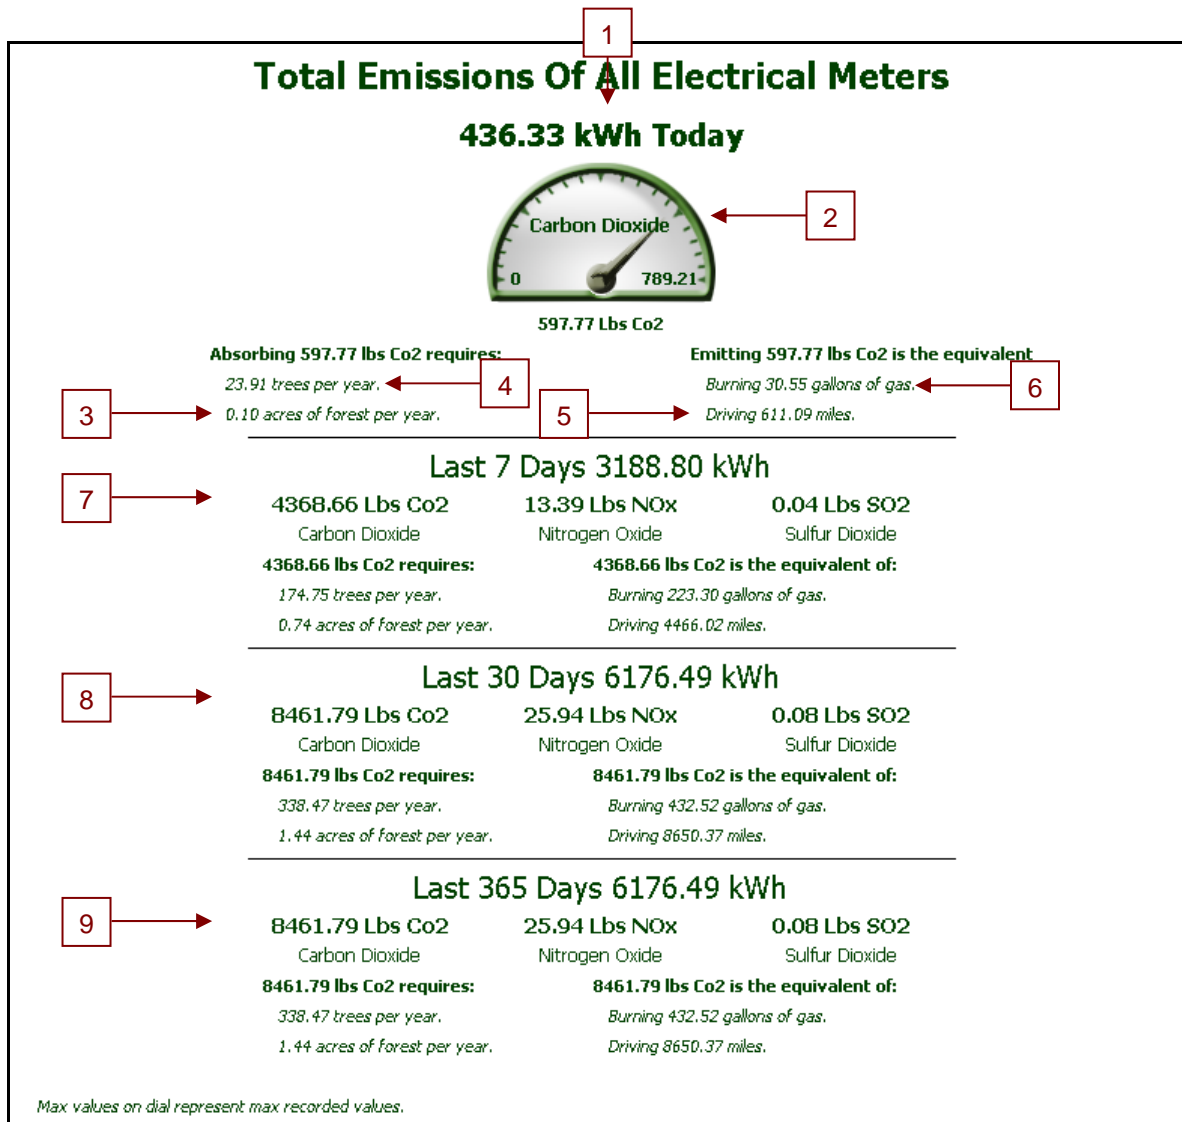 1
Total Emissions Of All Electrical Meters
436.33 kWh Today
Carbon Dioxide
2
0 789.21
597.77 Lbs Co2
Absorbing 597.77 lbs Co2 requires: Emitting 597.77 lbs Co2 is the equivalent
23.91 trees per year. 4 Burning 30.55 gallons of gas. 6
3 0.10 acres of forest per year. 5 Driving 611.09 miles.
Last 7 Days 3188.80 kWh
7 4368.66 Lbs Co2 13.39 Lbs NOx 0.04 Lbs SO2
Carbon Dioxide Nitrogen Oxide Sulfur Dioxide
4368.66 lbs Co2 requires: 4368.66 lbs Co2 is the equivalent of:
174.75 trees per year. Burning 223.30 gallons of gas.
0.74 acres of forest per year. Driving 4466.02 miles.
Last 30 Days 6176.49 kWh
8 8461.79 Lbs Co2 25.94 Lbs NOx 0.08 Lbs SO2
Carbon Dioxide Nitrogen Oxide Sulfur Dioxide
8461.79 lbs Co2 requires: 8461.79 lbs Co2 is the equivalent of:
338.47 trees per year. Burning 432.52 gallons of gas.
1.44 acres of forest per year. Driving 8650.37 miles.
Last 365 Days 6176.49 kWh
9 8461.79 Lbs Co2 25.94 Lbs NOx 0.08 Lbs SO2
Carbon Dioxide Nitrogen Oxide Sulfur Dioxide
8461.79 lbs Co2 requires: 8461.79 lbs Co2 is the equivalent of:
338.47 trees per year. Burning 432.52 gallons of gas.
1.44 acres of forest per year. Driving 8650.37 miles.
Max values on dial represent max recorded values.